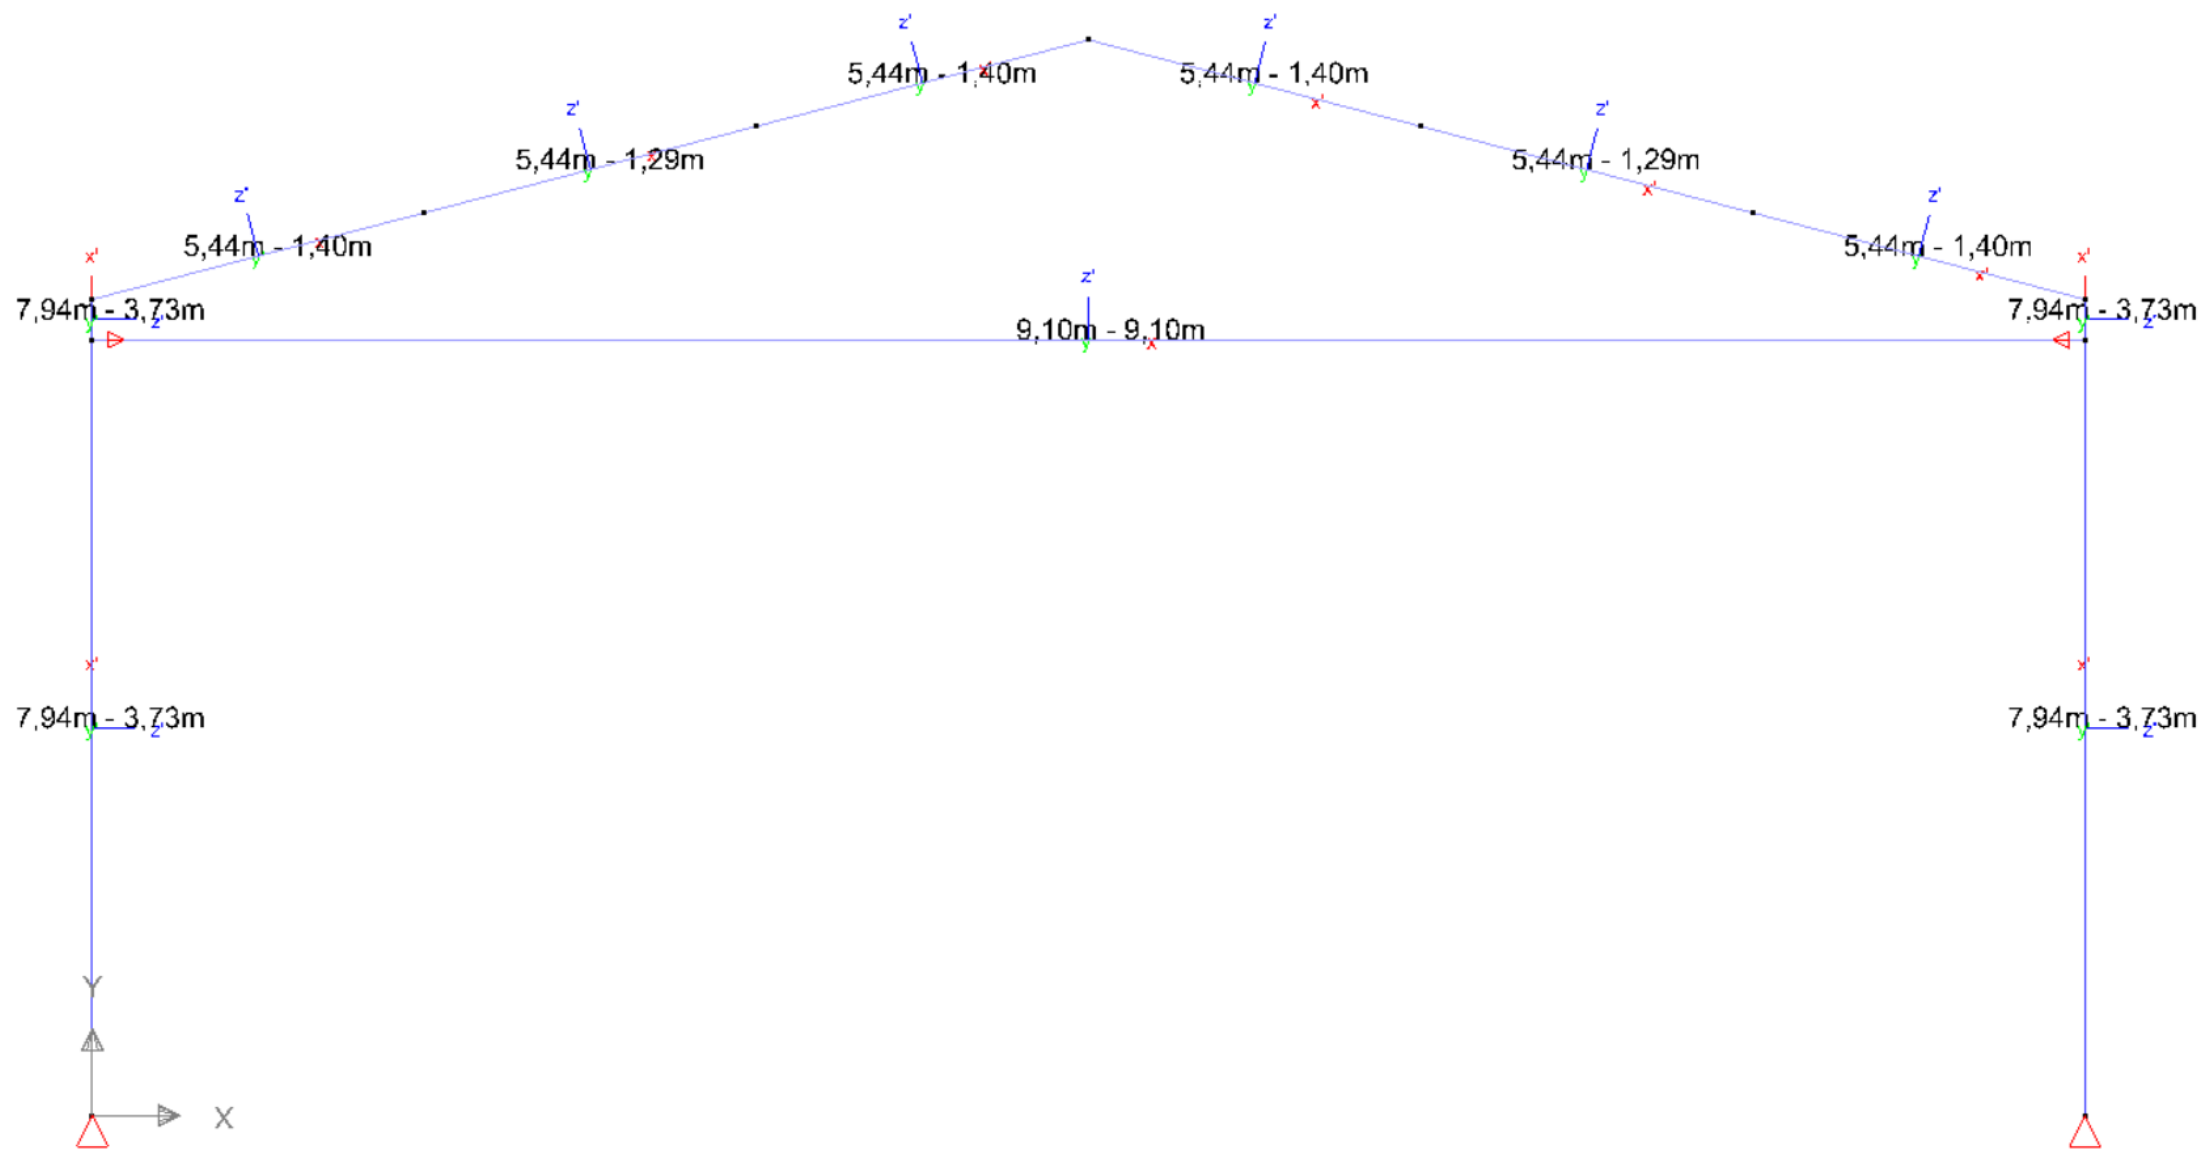 z'
z'
5,44m - 1,40m
x'
y'
5,44m - 1,40m
x'
y'
z'
z'
5,44m - 1,29m
x'
y'
5,44m - 1,29m
x'
y'
z'
z'
5,44m - 1,40m
x'
y'
5,44m - 1,40m
x'
y'
x'
x'
7,94m - 3,73m
y'
z'
z'
9,10m - 9,10m
y'
x'
7,94m - 3,73m
y'
z'
x'
x'
7,94m - 3,73m
y'
z'
7,94m - 3,73m
y'
z'
Y
X